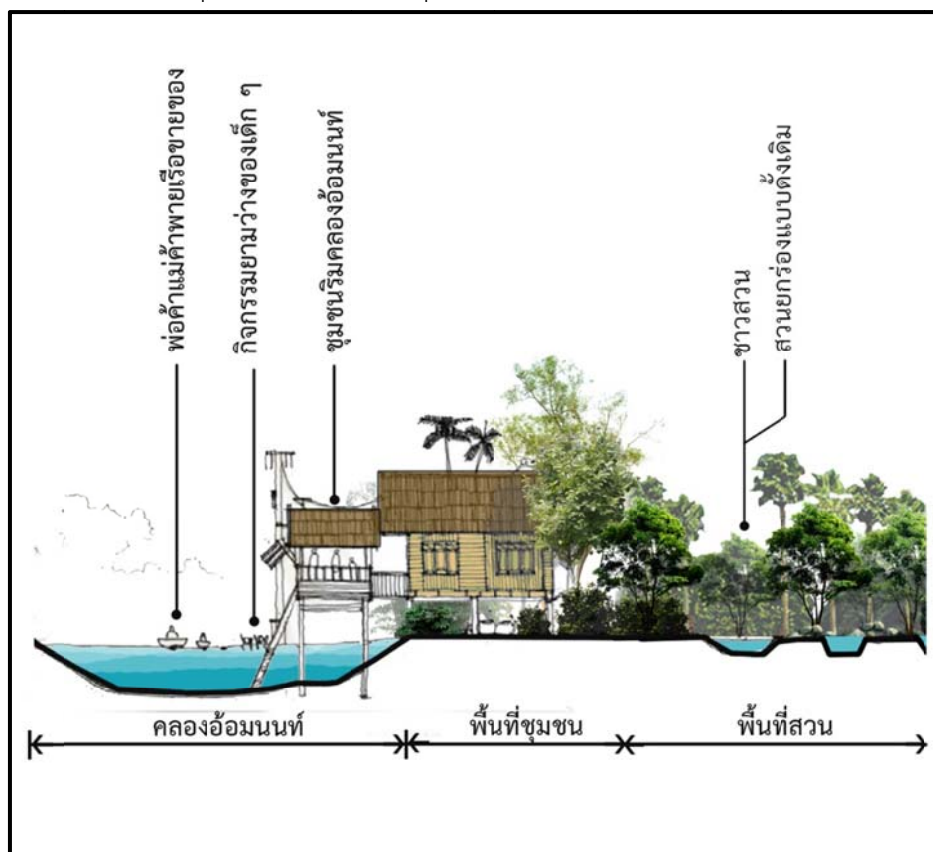 พ่อค้าแม่ค้าพายเรือขายของ
กิจกรรมยามว่างของเด็ก ๆ
ชุมชนริมคลองอ้อมนนท์
ชาวสวน
สวนยกร่องแบบดั้งเดิม
คลองอ้อมนนท์
พื้นที่ชุมชน
พื้นที่สวน